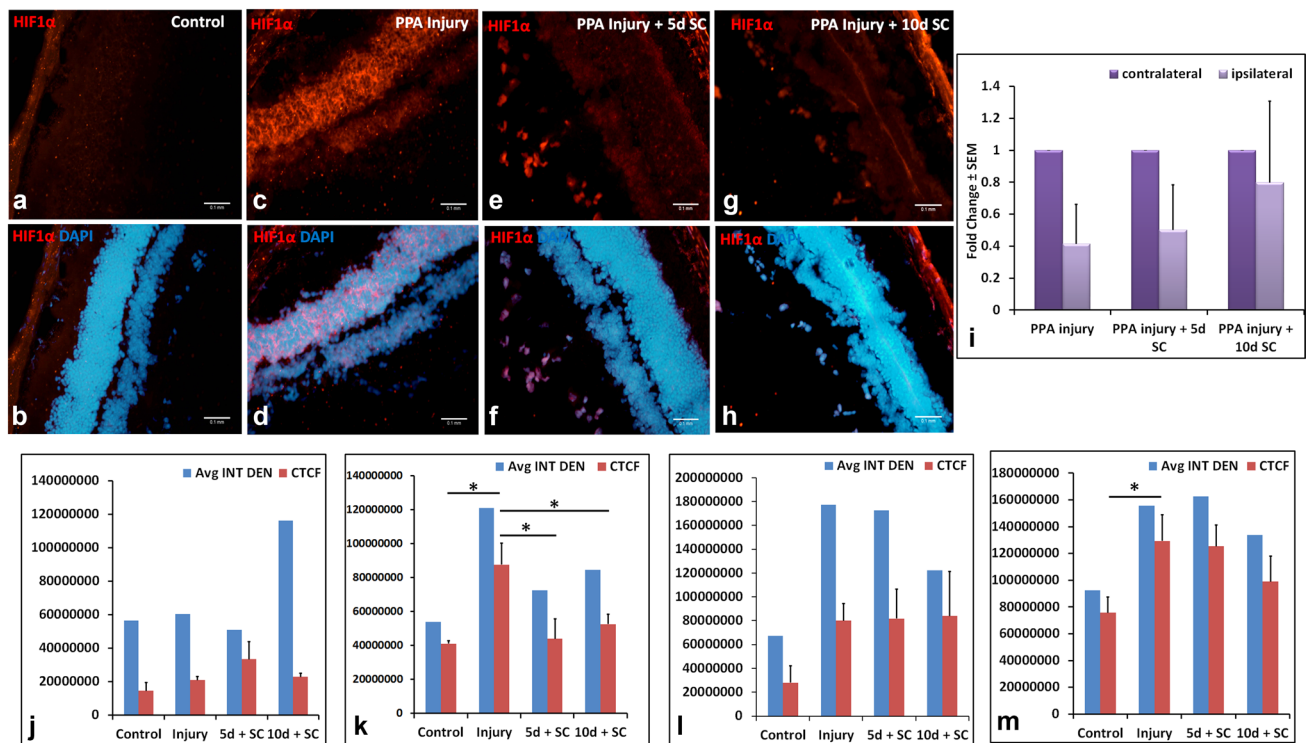 HIF1α Control
HIF1α PPA Injury
HIF1α PPA Injury + 5d SC
HIF1α PPA Injury + 10d SC
a 0.1 mm
c 0.1 mm
e 0.1 mm
g 0.1 mm
HIF1α DAPI
HIF1α DAPI
HIF1α DAPI
HIF1α DAPI
b 0.1 mm
d 0.1 mm
f 0.1 mm
h 0.1 mm
contralateral ipsilateral
Fold Change ± SEM
1.4
1.2
1
0.8
0.6
0.4
0.2
0
PPA injury
PPA injury + 5d
SC
PPA injury +
10d SC
i
Avg INT DEN CTCF
140000000
120000000
100000000
80000000
60000000
40000000
20000000
0
Control Injury 5d + SC 10d + SC
j
Avg INT DEN CTCF
140000000
120000000
100000000
80000000
60000000
40000000
20000000
0
*
*
*
Control Injury 5d + SC 10d + SC
k
Avg INT DEN CTCF
200000000
180000000
160000000
140000000
120000000
100000000
80000000
60000000
40000000
20000000
0
Control Injury 5d + SC 10d + SC
l
Avg INT DEN CTCF
180000000
160000000
140000000
120000000
100000000
80000000
60000000
40000000
20000000
0
*
Control Injury 5d + SC 10d + SC
m